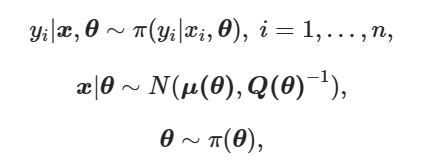 yᵢ|𝒙, 𝜽 ∼ π(yᵢ|xᵢ, 𝜽), i = 1, . . . , n,
𝒙|𝜽 ∼ N(𝝁(𝜽), 𝑸(𝜽)⁻¹),
𝜽 ∼ π(𝜽),